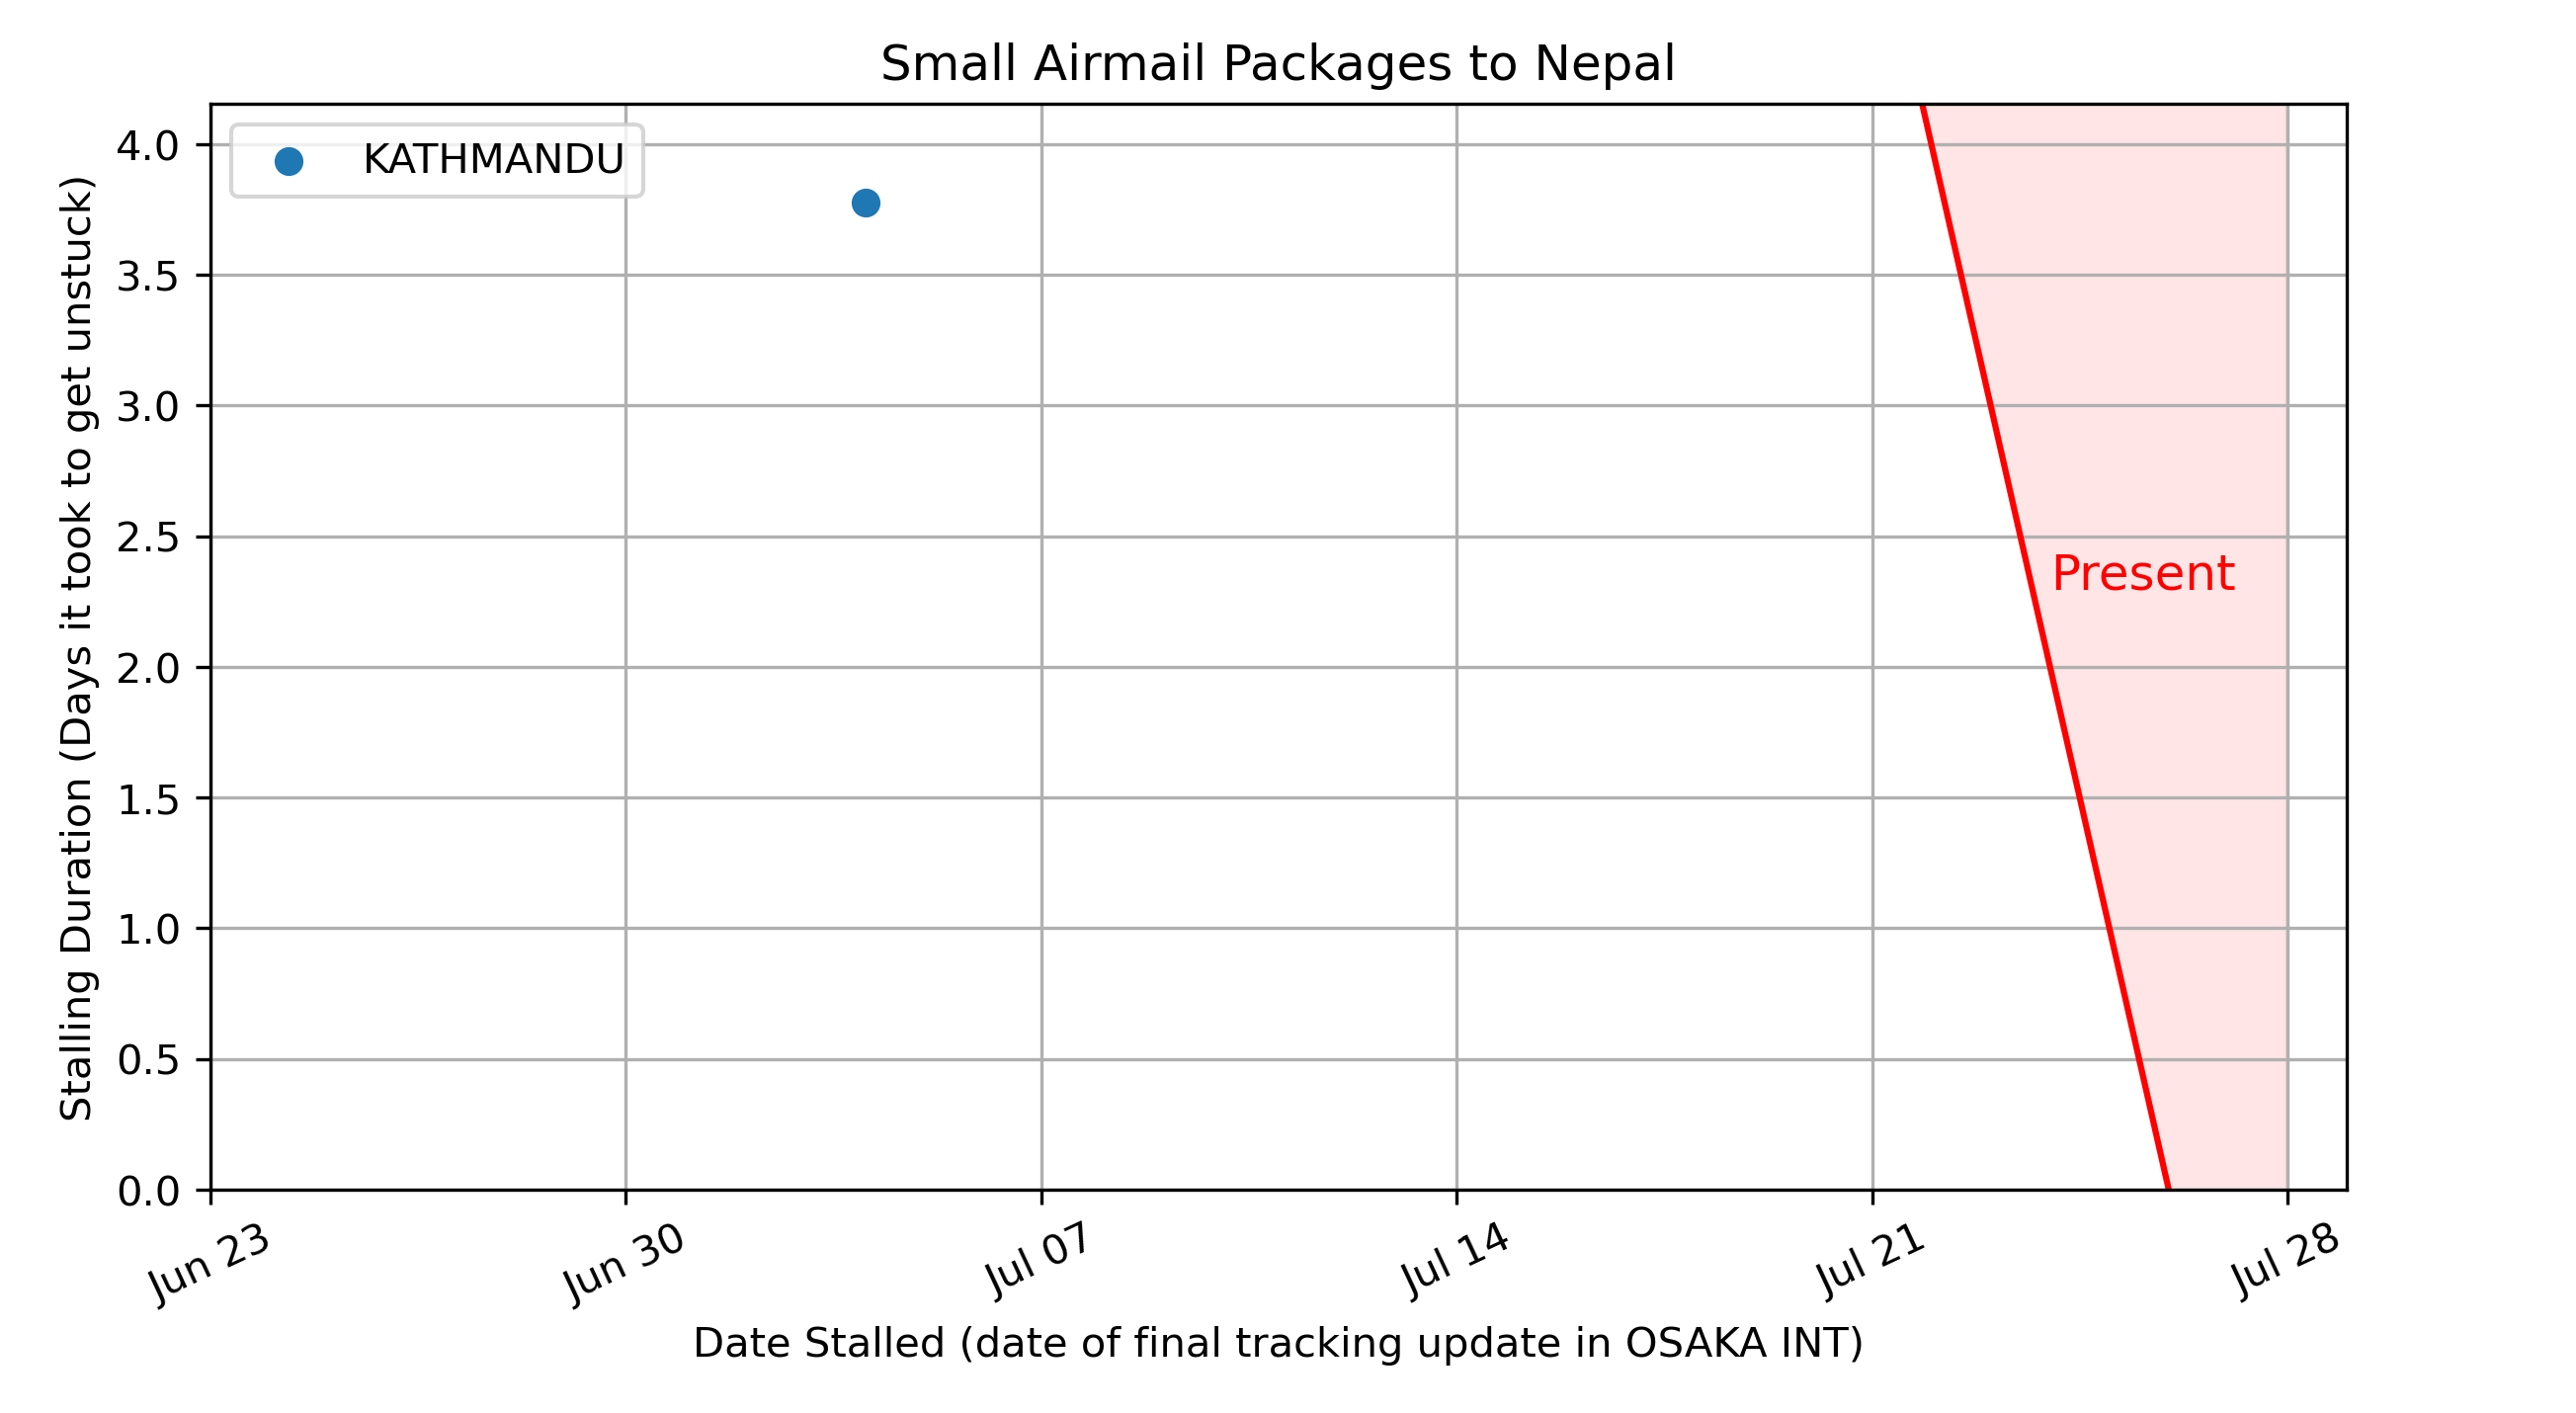 Small Airmail Packages to Nepal
KATHMANDU
Stalling Duration (Days it took to get unstuck)
4.0
3.5
3.0
2.5
2.0
1.5
1.0
0.5
0.0
Present
Jun 23
Jun 30
Jul 07
Jul 14
Jul 21
Jul 28
Date Stalled (date of final tracking update in OSAKA INT)